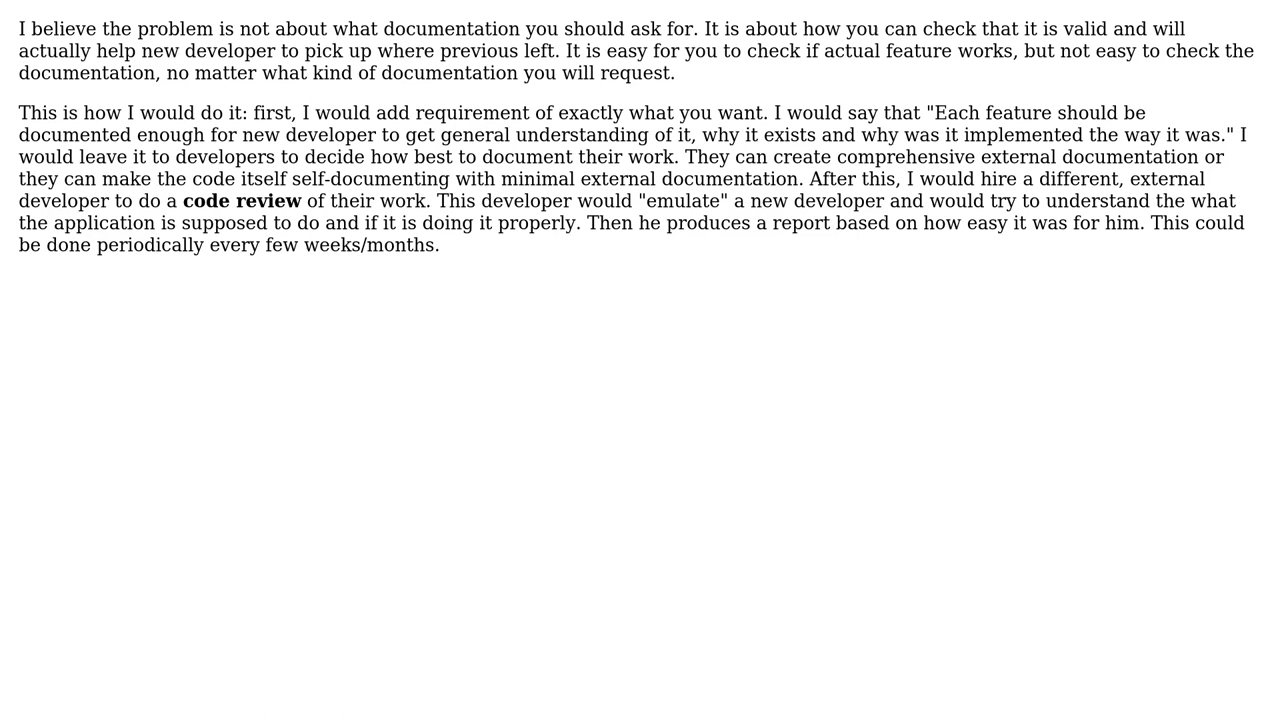 I believe the problem is not about what documentation you should ask for. It is about how you can check that it is valid and will
actually help new developer to pick up where previous left. It is easy for you to check if actual feature works, but not easy to check the
documentation, no matter what kind of documentation you will request.
This is how I would do it: first, I would add requirement of exactly what you want. I would say that "Each feature should be
documented enough for new developer to get general understanding of it, why it exists and why was it implemented the way it was." I
would leave it to developers to decide how best to document their work. They can create comprehensive external documentation or
they can make the code itself self-documenting with minimal external documentation. After this, I would hire a different, external
developer to do a code review of their work. This developer would "emulate" a new developer and would try to understand the what
the application is supposed to do and if it is doing it properly. Then he produces a report based on how easy it was for him. This could
be done periodically every few weeks/months.